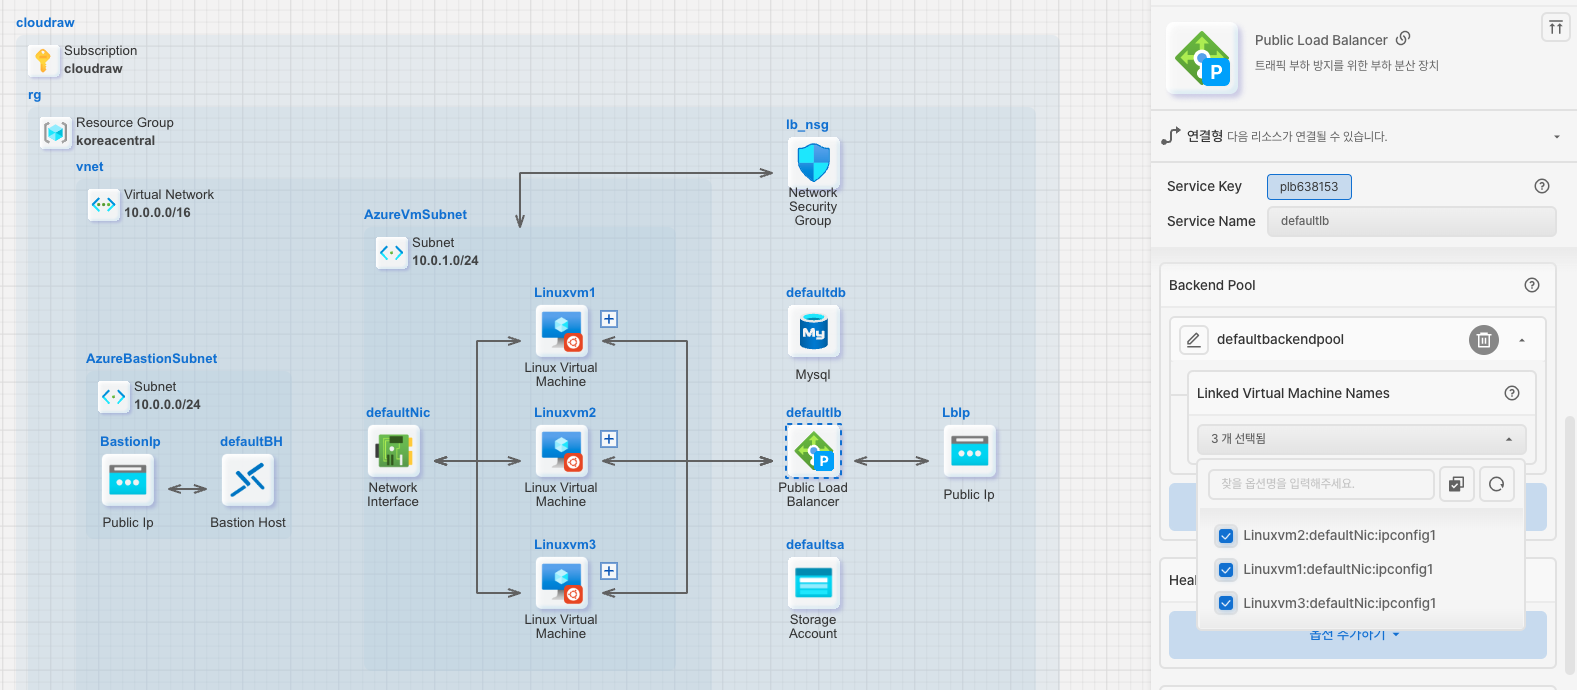 cloudraw
Subscription
cloudraw
rg
Resource Group
koreacentral
vnet
Virtual Network
10.0.0.0/16
AzureVmSubnet
Subnet
10.0.1.0/24
lb_nsg
Network
Security
Group
Linuxvm1
Linux Virtual
Machine
defaultdb
My
Mysql
AzureBastionSubnet
Subnet
10.0.0.0/24
BastionIp
Public Ip
defaultBH
Bastion Host
defaultNic
Network
Interface
Linuxvm2
Linux Virtual
Machine
defaultlb
P
Public Load
Balancer
LbIp
Public Ip
Linuxvm3
Linux Virtual
Machine
defaultsa
Storage
Account
P
Public Load Balancer
트래픽 부하 방지를 위한 부하 분산 장치
연결형 다음 리소스가 연결될 수 있습니다.
Service Key
plb638153
Service Name
defaultlb
Backend Pool
defaultbackendpool
Linked Virtual Machine Names
3 개 선택됨
찾을 옵션명을 입력해주세요.
Linuxvm2:defaultNic:ipconfig1
Linuxvm1:defaultNic:ipconfig1
Linuxvm3:defaultNic:ipconfig1
Heal
옵션 추가하기